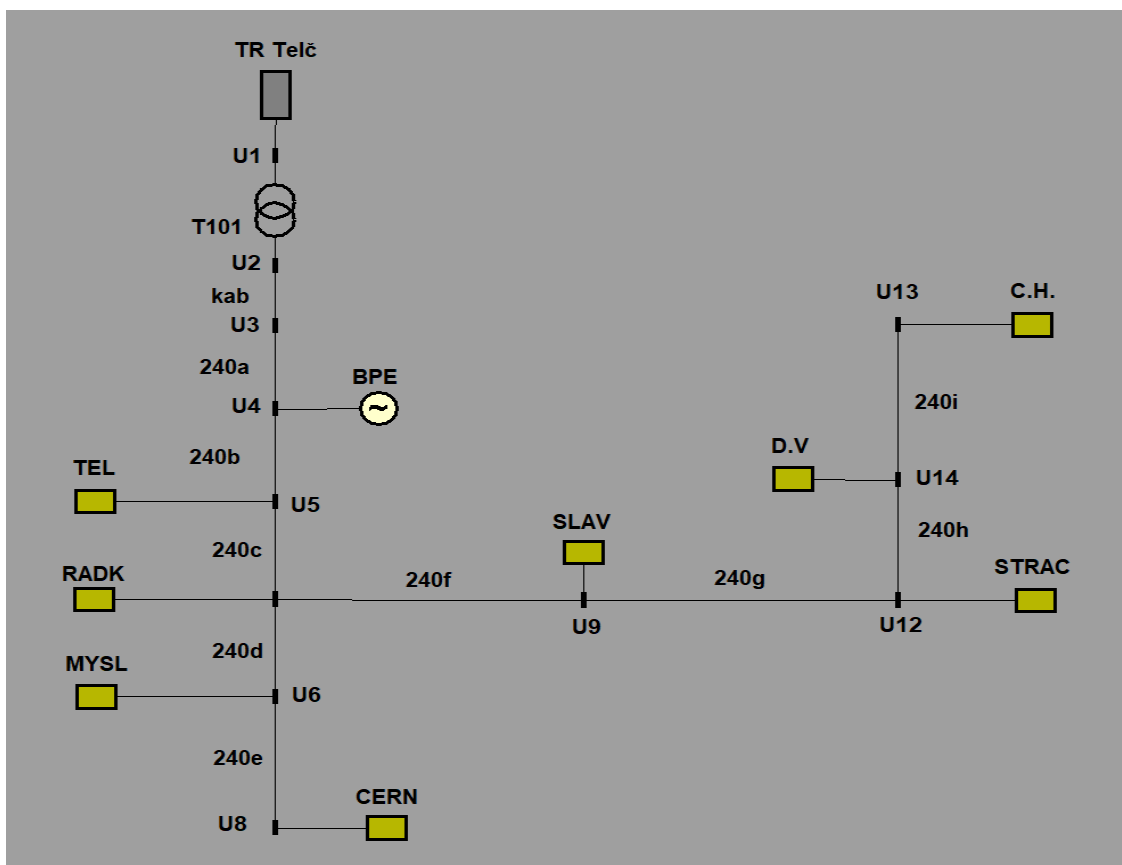 TR Telč
U1
T101
U2
kab
U3
U13
C.H.
240a
BPE
U4
240i
240b
D.V
TEL
U14
U5
SLAV
240h
240c
STRAC
RADK
240f
240g
U9
U12
240d
MYSL
U6
240e
CERN
U8